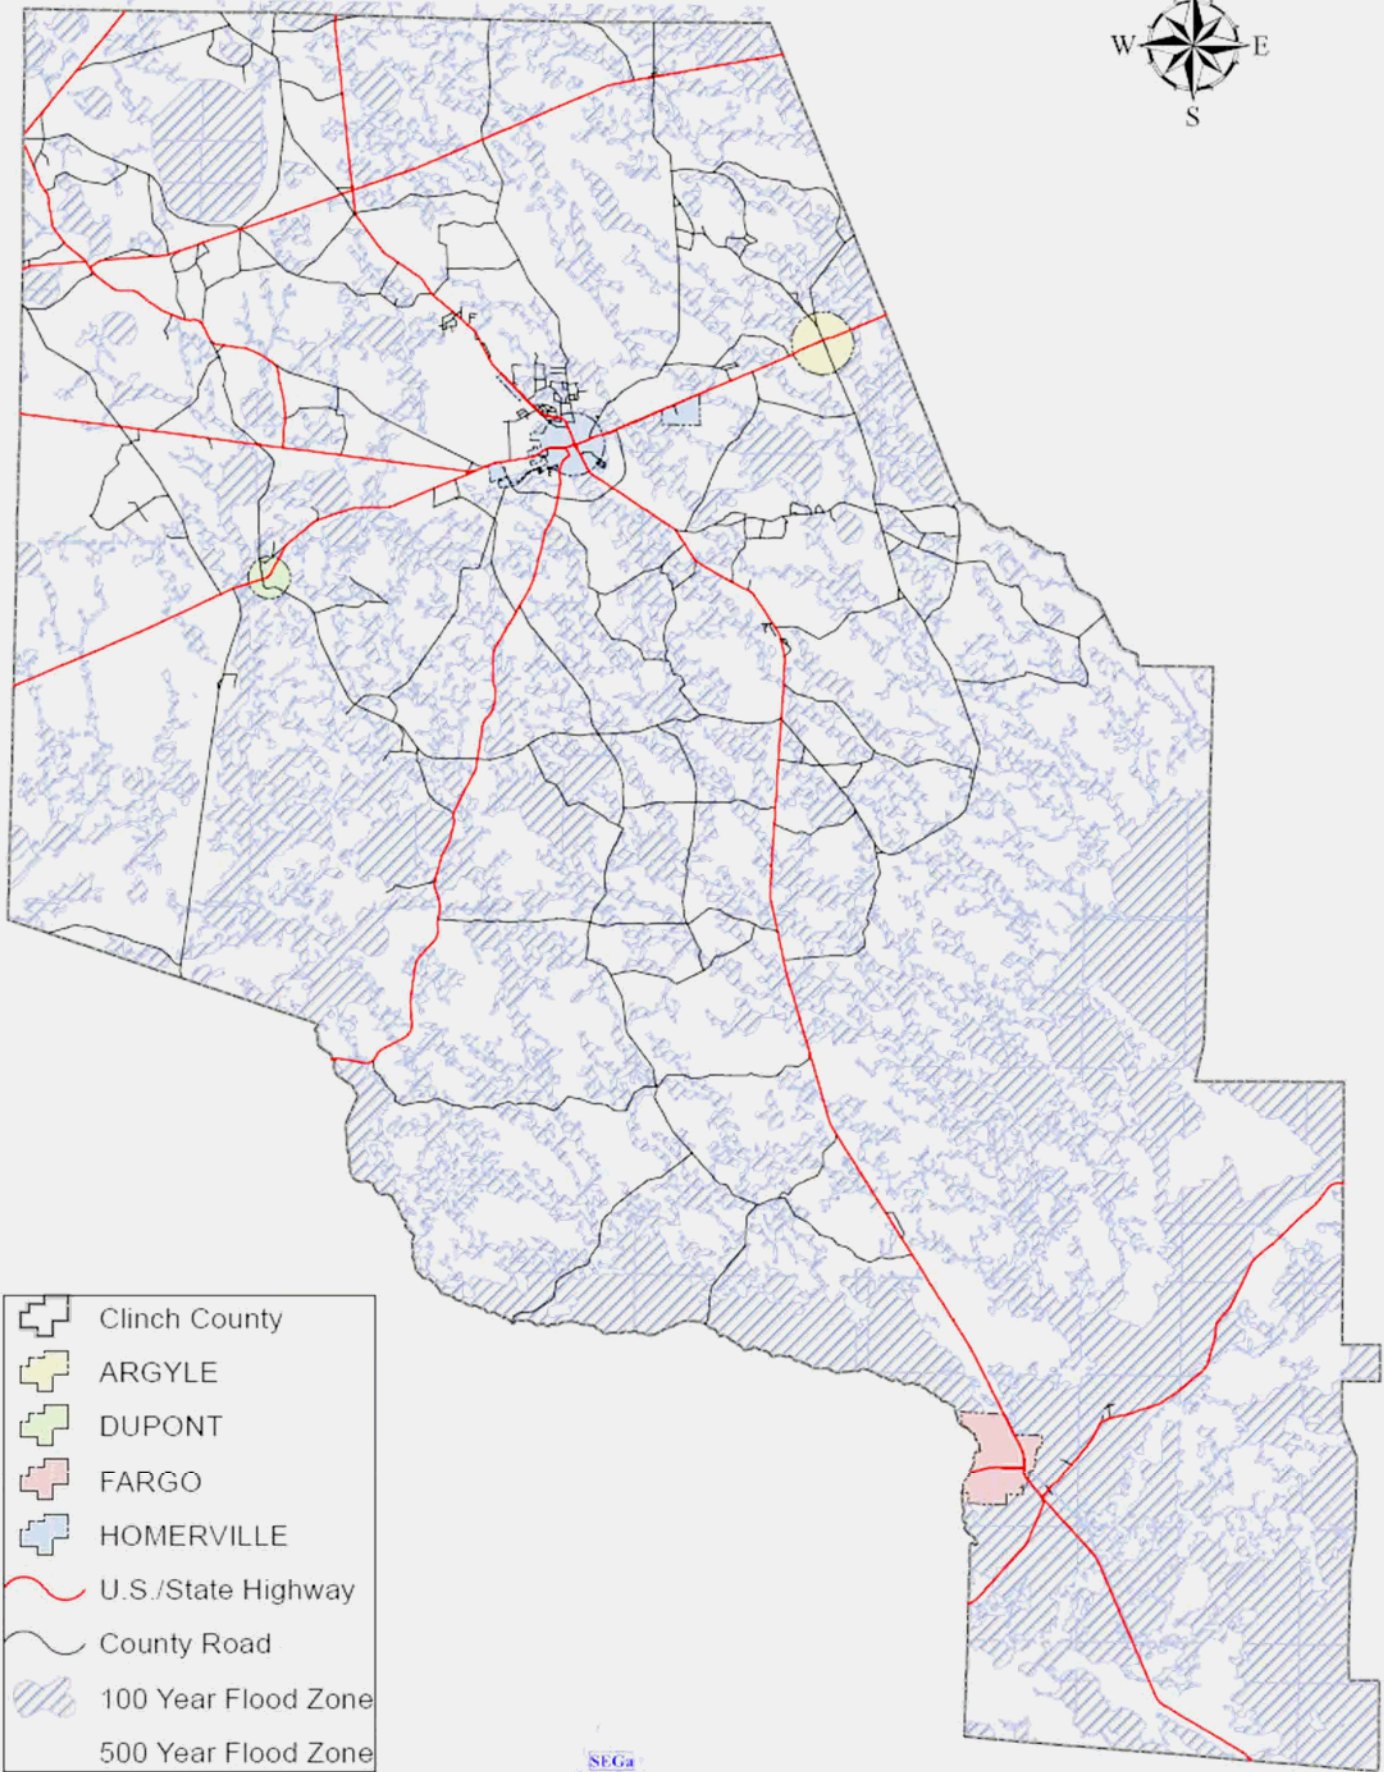 W E
S
Clinch County
ARGYLE
DUPONT
FARGO
HOMERVILLE
U.S./State Highway
County Road
100 Year Flood Zone
500 Year Flood Zone
SEGa